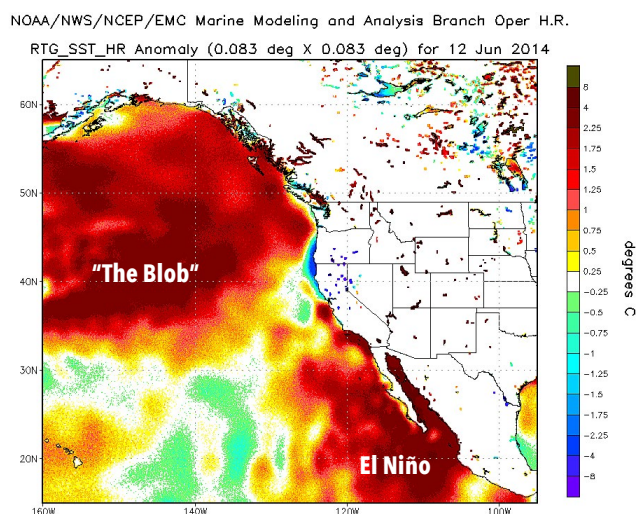 NOAA/NWS/NCEP/EMC Marine Modeling and Analysis Branch Oper H.R.
RTG_SST_HR Anomaly (0.083 deg X 0.083 deg) for 12 Jun 2014
60N
50N
"The Blob"
40N
30N
El Niño
20N
160W
140W
120W
100W
8
4
2.25
1.75
1.5
1.25
1
0.75
0.5
0.25
−0.25
−0.5
−0.75
−1
−1.25
−1.5
−1.75
−2.25
−4
−8
degrees C